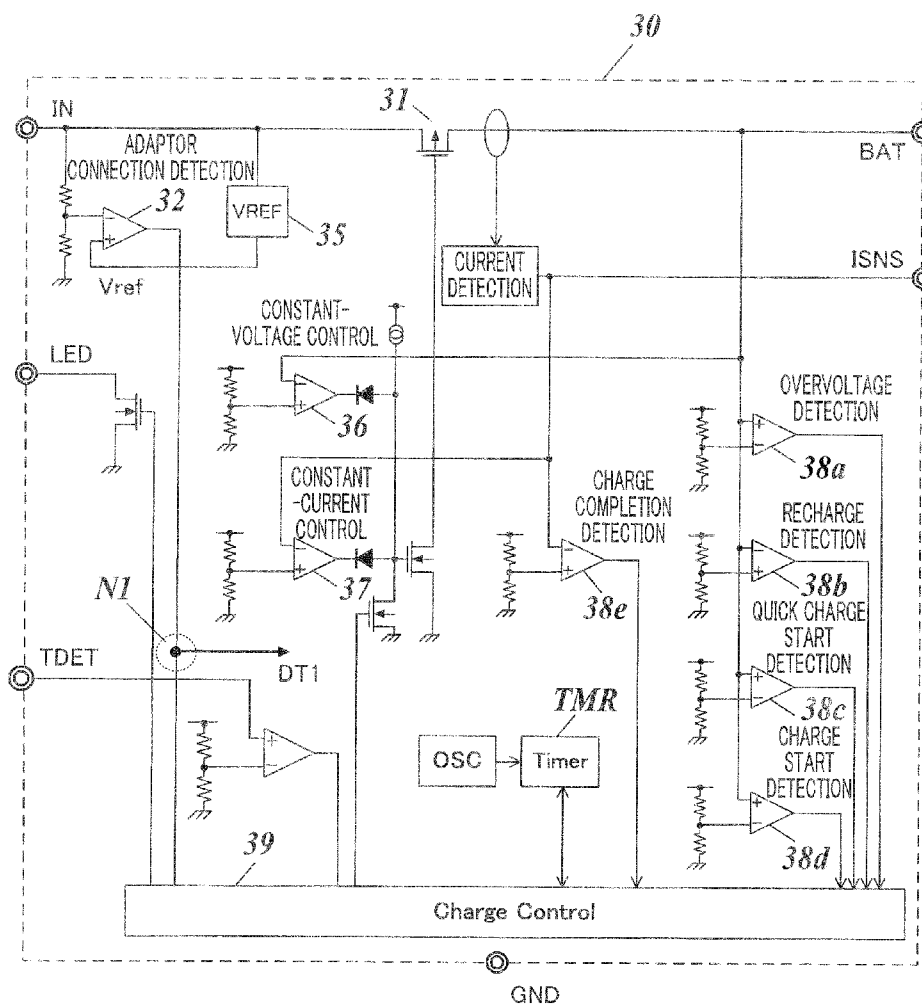 30
IN
31
BAT
ADAPTOR
CONNECTION DETECTION
32
VREF
35
Vref
CURRENT
DETECTION
ISNS
CONSTANT-
VOLTAGE CONTROL
LED
36
OVERVOLTAGE
DETECTION
38a
CONSTANT
-CURRENT
CONTROL
37
CHARGE
COMPLETION
DETECTION
38e
RECHARGE
DETECTION
38b
N1
DT1
TDET
QUICK CHARGE
START
DETECTION
38c
TMR
OSC
Timer
CHARGE
START
DETECTION
38d
39
Charge Control
GND